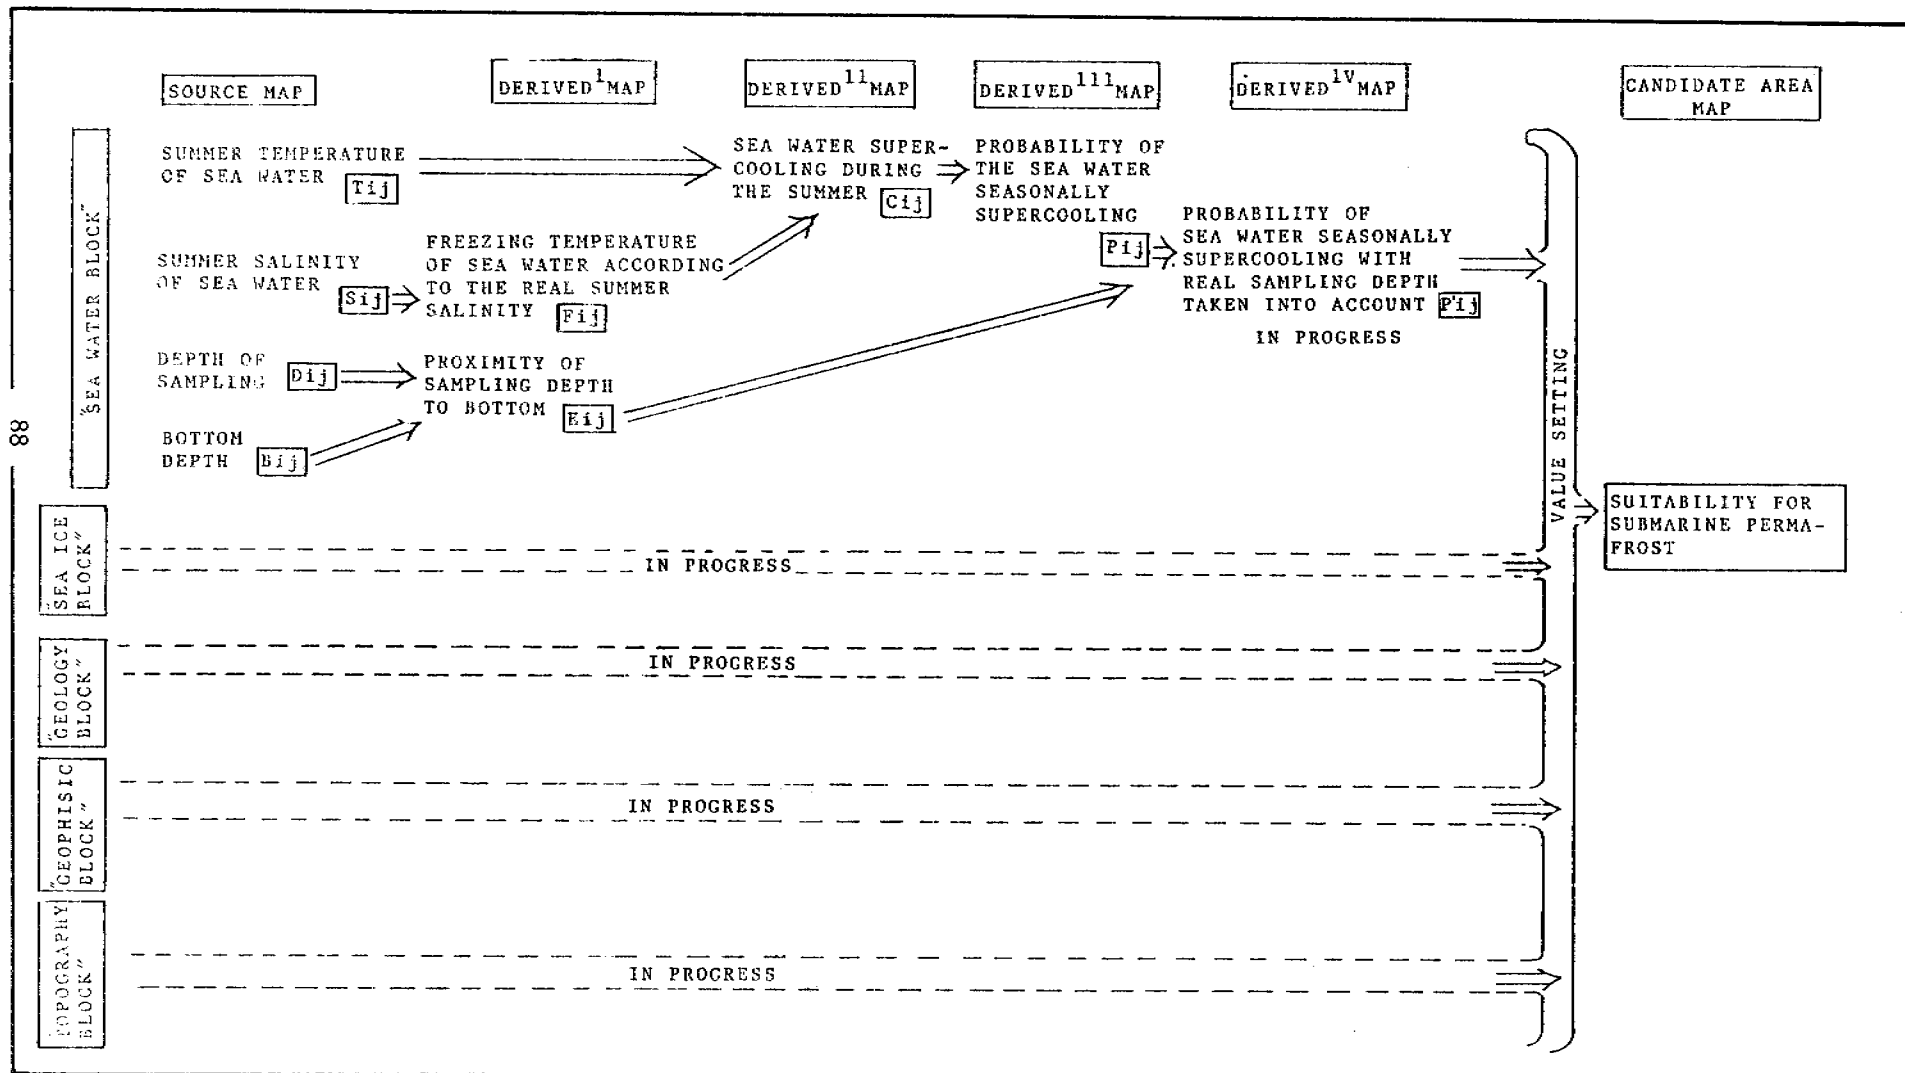 SOURCE MAP
DERIVED I MAP
DERIVED 11 MAP
DERIVED 111 MAP
DERIVED 1V MAP
CANDIDATE AREA
MAP
"SEA WATER BLOCK"
SUMMER TEMPERATURE
OF SEA WATER Tij
SEA WATER SUPER-
COOLING DURING
THE SUMMER Cij
PROBABILITY OF
THE SEA WATER
SEASONALLY
SUPERCOOLING
Pij
PROBABILITY OF
SEA WATER SEASONALLY
SUPERCOOLING WITH
REAL SAMPLING DEPTH
TAKEN INTO ACCOUNT P'ij
IN PROGRESS
SUMMER SALINITY
OF SEA WATER
Sij
FREEZING TEMPERATURE
OF SEA WATER ACCORDING
TO THE REAL SUMMER
SALINITY Fij
DEPTH OF
SAMPLING Dij
PROXIMITY OF
SAMPLING DEPTH
TO BOTTOM Eij
BOTTOM
DEPTH Bij
VALUE SETTING
SUITABILITY FOR
SUBMARINE PERMA-
FROST
88
"SEA ICE
BLOCK"
IN PROGRESS
"GEOLOGY
BLOCK"
IN PROGRESS
"GEOPHISIC
BLOCK"
IN PROGRESS
"TOPOGRAPHY
BLOCK"
IN PROGRESS